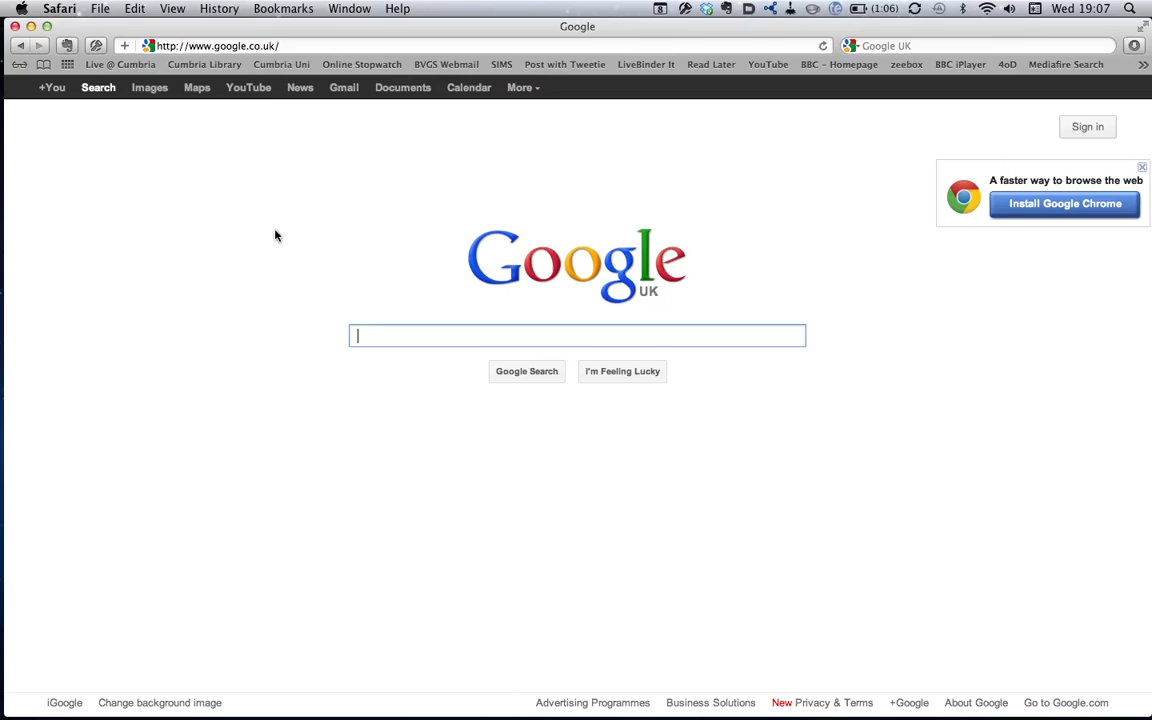 Safari File Edit View History Bookmarks Window Help (1:06) Wed 19:07
Google
http://www.google.co.uk/ Google UK
Live @ Cumbria Cumbria Library Cumbria Uni Online Stopwatch BVGS Webmail SIMS Post with Tweetie LiveBinder It Read Later YouTube BBC – Homepage zeebox BBC iPlayer 4oD Mediafire Search
+You Search Images Maps YouTube News Gmail Documents Calendar More
Sign in
A faster way to browse the web
Install Google Chrome
Google
UK
Google Search I'm Feeling Lucky
iGoogle Change background image Advertising Programmes Business Solutions New Privacy & Terms +Google About Google Go to Google.com